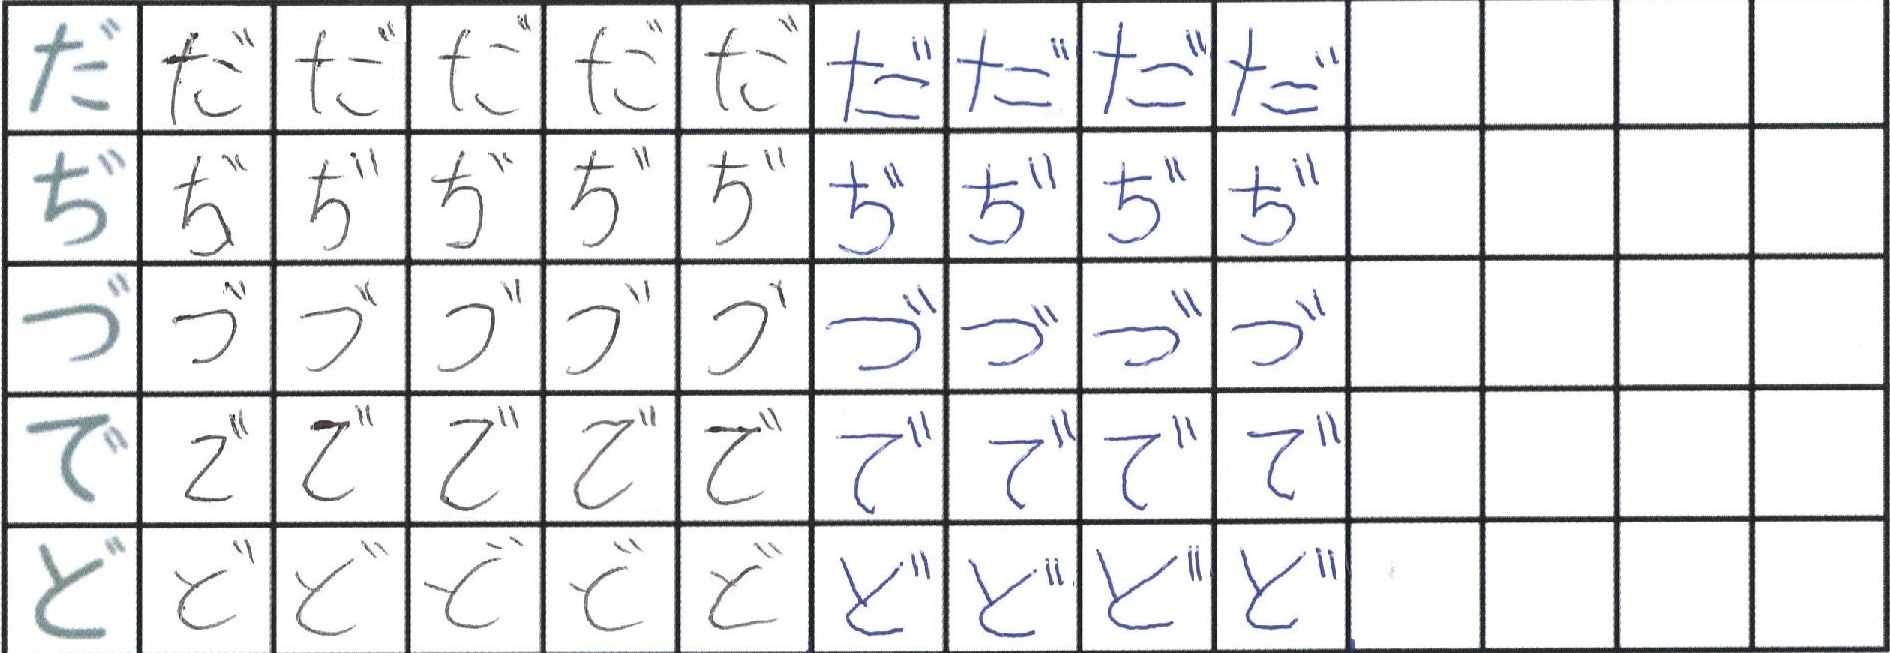 だ だ だ だ だ だ だ だ だ だ
ぢ ぢ ぢ ぢ ぢ ぢ ぢ ぢ ぢ ぢ
づ づ づ づ づ づ づ づ づ づ
で で で で で で で で で で
ど ど ど ど ど ど ど ど ど ど